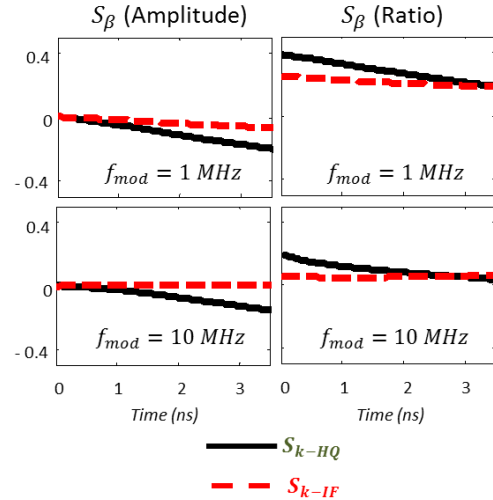 S_β (Amplitude) S_β (Ratio)
0.4
0
- 0.4
f_mod = 1 MHz f_mod = 1 MHz
0.4
0
- 0.4
f_mod = 10 MHz f_mod = 10 MHz
0 1 2 3 0 1 2 3
Time (ns) Time (ns)
S_k-HQ
S_k-IF